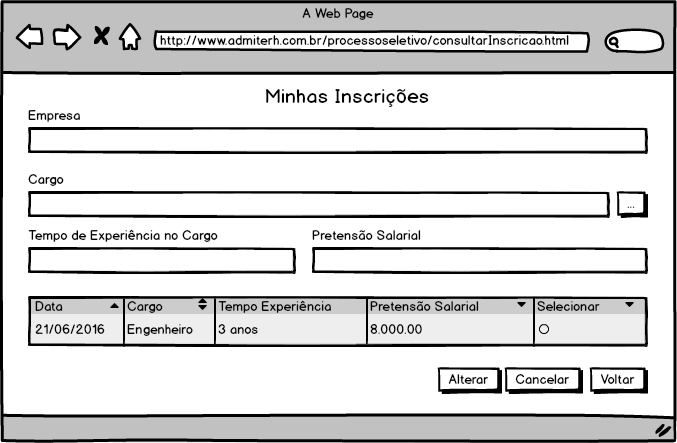 A Web Page
http://www.admiterh.com.br/processoseletivo/consultarInscricao.html
Minhas Inscrições
Empresa
Cargo
...
Tempo de Experiência no Cargo Pretensão Salarial
Data Cargo Tempo Experiência Pretensão Salarial Selecionar
21/06/2016 Engenheiro 3 anos 8.000.00
Alterar Cancelar Voltar